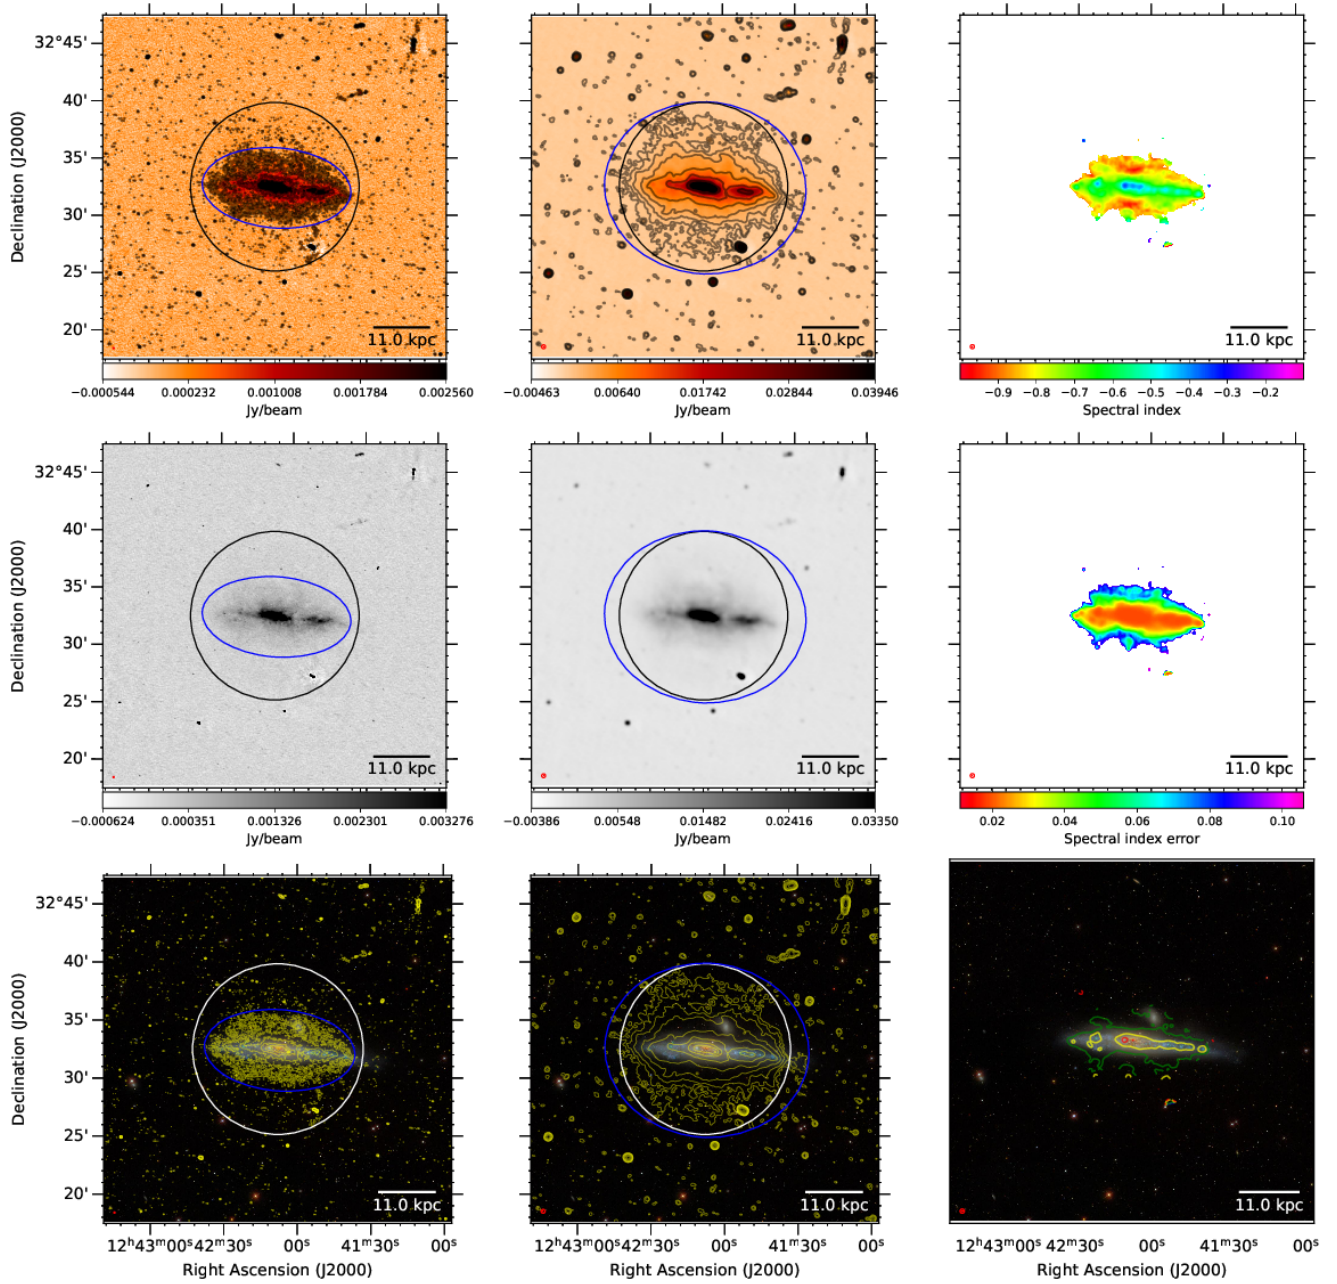 32°45'
40'
35'
30'
25'
20'
Declination (J2000)
11.0 kpc
11.0 kpc
11.0 kpc
−0.000544 0.000232 0.001008 0.001784 0.002560
Jy/beam
−0.00463 0.00640 0.01742 0.02844 0.03946
Jy/beam
−0.9 −0.8 −0.7 −0.6 −0.5 −0.4 −0.3 −0.2
Spectral index
32°45'
40'
35'
30'
25'
20'
Declination (J2000)
11.0 kpc
11.0 kpc
11.0 kpc
−0.000624 0.000351 0.001326 0.002301 0.003276
Jy/beam
−0.00386 0.00548 0.01482 0.02416 0.03350
Jy/beam
0.02 0.04 0.06 0.08 0.10
Spectral index error
32°45'
40'
35'
30'
25'
20'
Declination (J2000)
11.0 kpc
11.0 kpc
11.0 kpc
12ʰ43ᵐ00ˢ 42ᵐ30ˢ 00ˢ 41ᵐ30ˢ 00ˢ
Right Ascension (J2000)
12ʰ43ᵐ00ˢ 42ᵐ30ˢ 00ˢ 41ᵐ30ˢ 00ˢ
Right Ascension (J2000)
12ʰ43ᵐ00ˢ 42ᵐ30ˢ 00ˢ 41ᵐ30ˢ 00ˢ
Right Ascension (J2000)